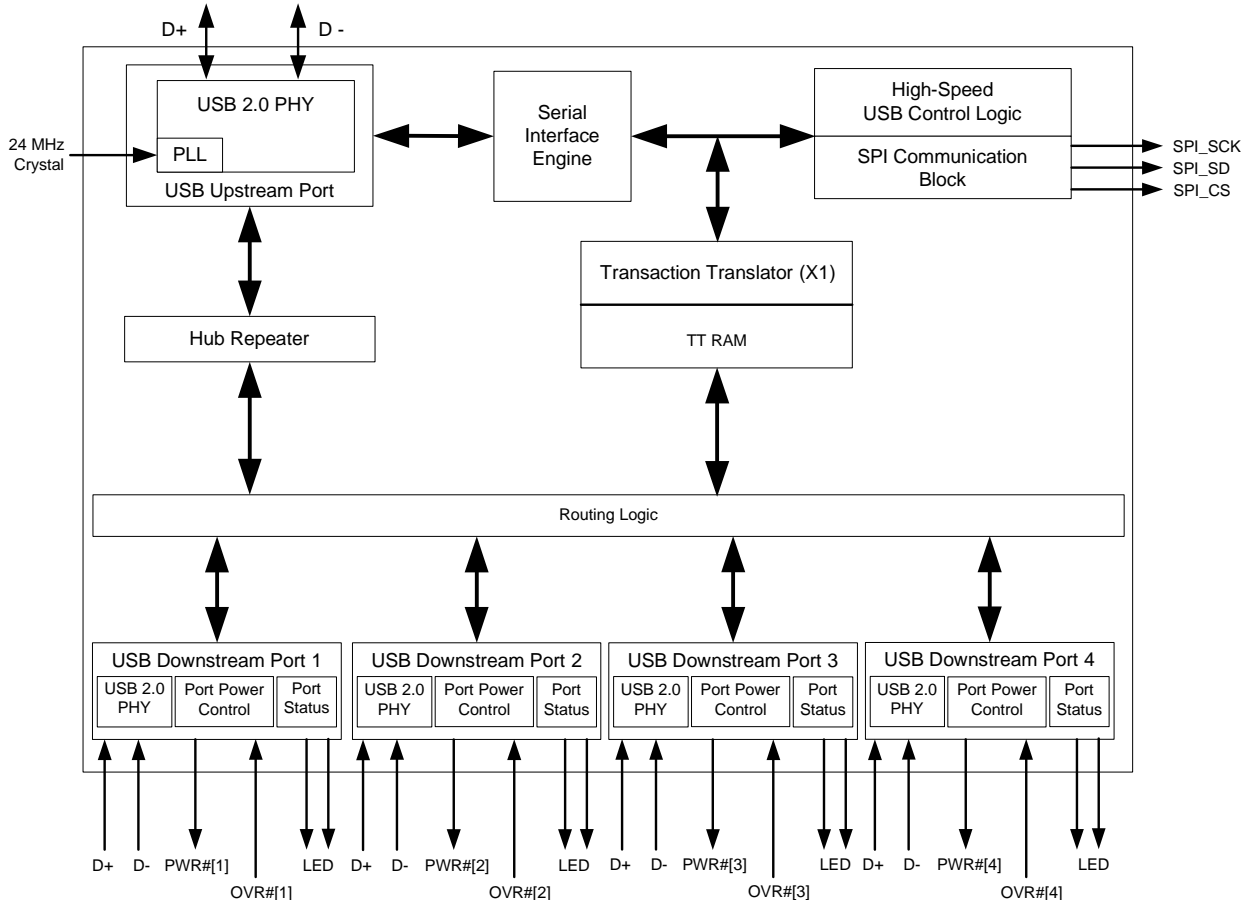 D+ D -
USB 2.0 PHY
PLL
USB Upstream Port
24 MHz
Crystal
Serial
Interface
Engine
High-Speed
USB Control Logic
SPI Communication
Block
SPI_SCK
SPI_SD
SPI_CS
Transaction Translator (X1)
TT RAM
Hub Repeater
Routing Logic
USB Downstream Port 1
USB 2.0
PHY
Port Power
Control
Port
Status
USB Downstream Port 2
USB 2.0
PHY
Port Power
Control
Port
Status
USB Downstream Port 3
USB 2.0
PHY
Port Power
Control
Port
Status
USB Downstream Port 4
USB 2.0
PHY
Port Power
Control
Port
Status
D+ D- PWR#[1] LED
OVR#[1]
D+ D- PWR#[2] LED
OVR#[2]
D+ D- PWR#[3] LED
OVR#[3]
D+ D- PWR#[4] LED
OVR#[4]